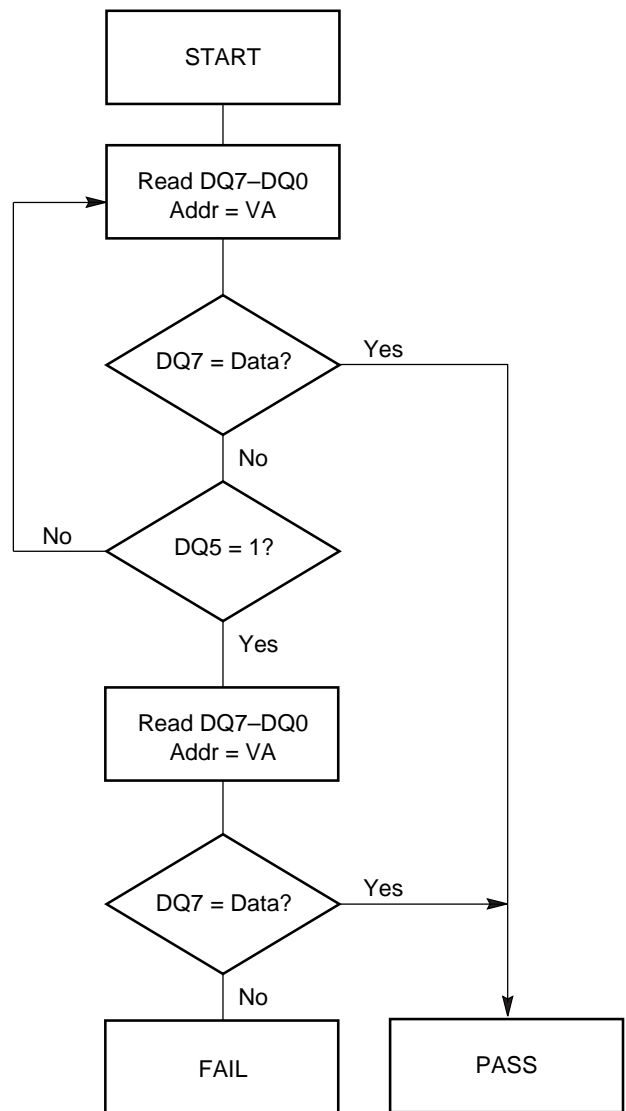 START
Read DQ7–DQ0
Addr = VA
DQ7 = Data?
Yes
No
No
DQ5 = 1?
Yes
Read DQ7–DQ0
Addr = VA
DQ7 = Data?
Yes
No
FAIL
PASS